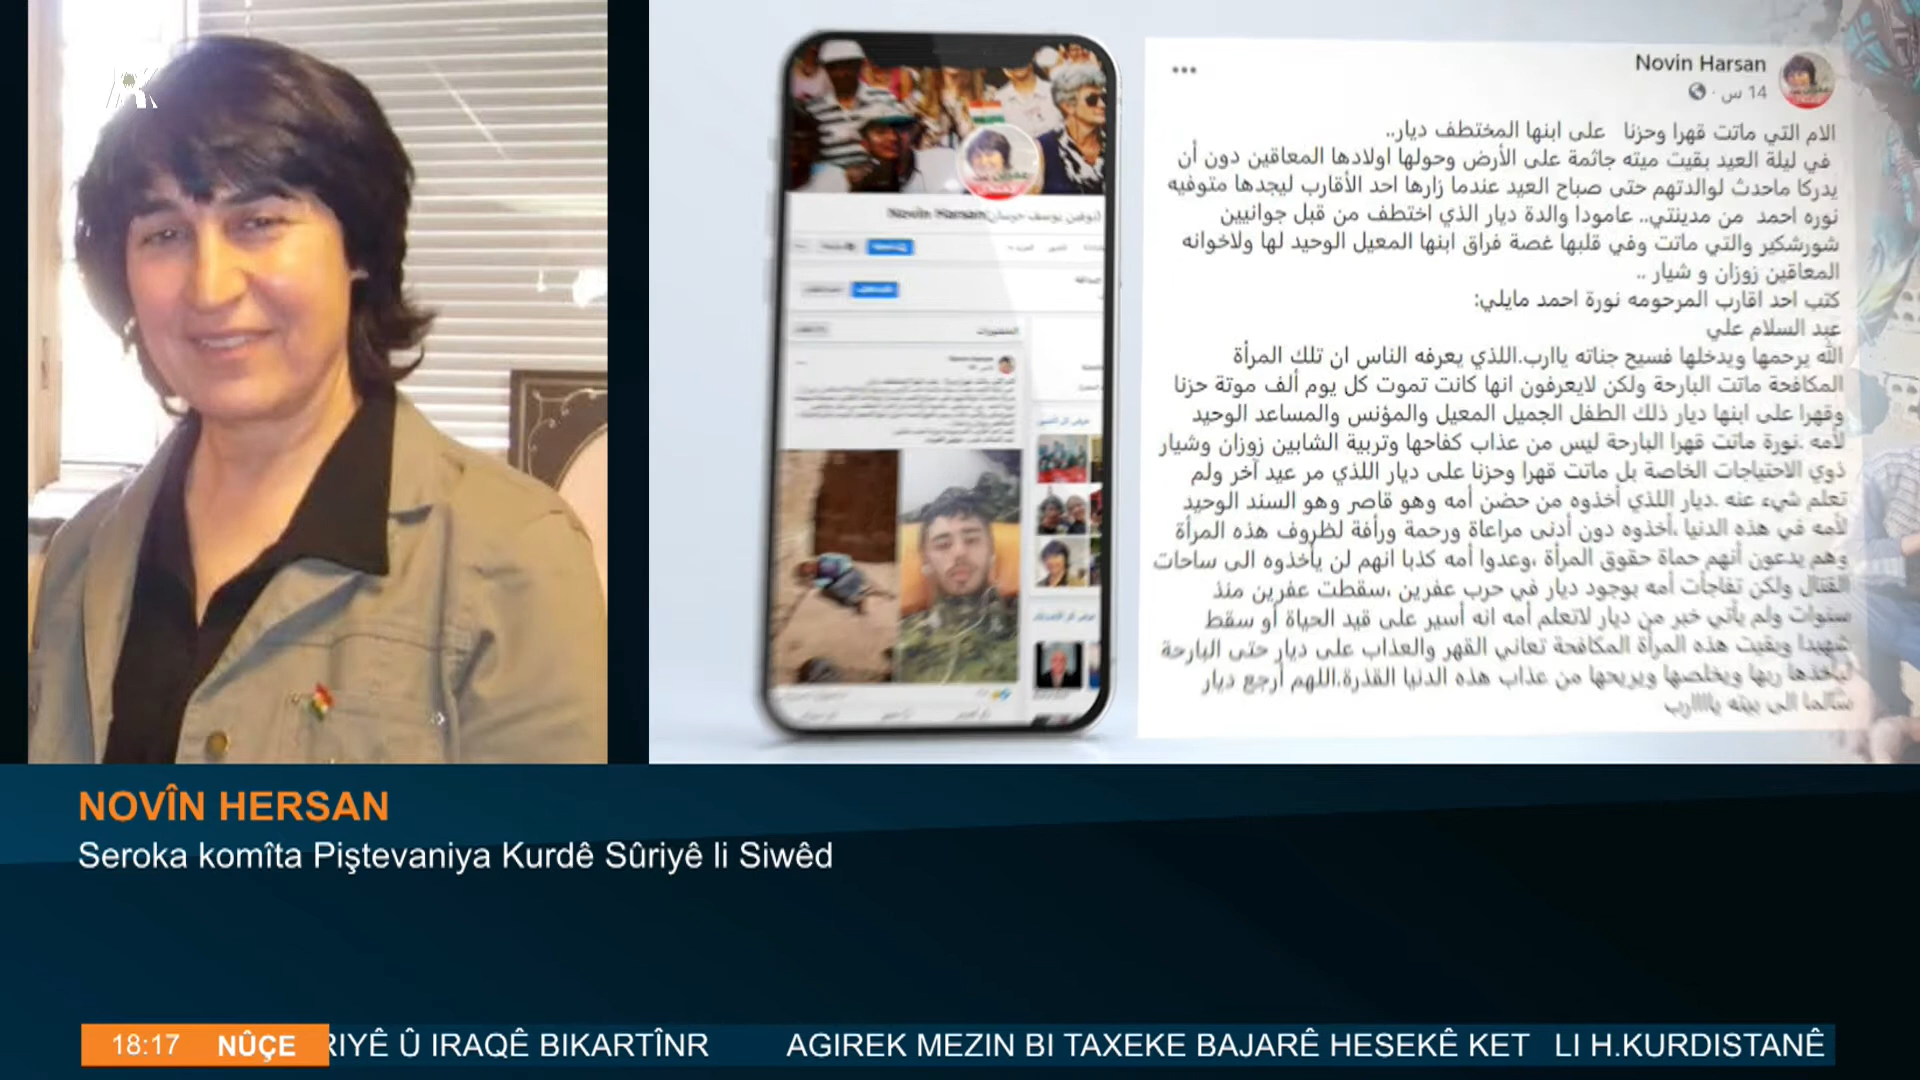 Novin Harsan
14 س
الام التي ماتت قهرا وحزنا على ابنها المختطف ديار..
في ليلة العيد بقيت ميته جاثمة على الأرض وحولها اولادها المعاقين دون أن
يدركا ماحدث لوالدتهم حتى صباح العيد عندما زارها احد الأقارب ليجدها متوفيه
نوره احمد من مدينتي.. عامودا والدة ديار الذي اختطف من قبل جوانيين
شورشكير والتي ماتت وفي قلبها غصة فراق ابنها المعيل الوحيد لها ولاخوانه
المعاقين زوزان و شيار ..
كتب احد اقارب المرحومه نورة احمد مايلي:
عبد السلام علي
الله يرحمها ويدخلها فسيح جناته ياارب.اللذي يعرفه الناس ان تلك المرأة
المكافحة ماتت البارحة ولكن لايعرفون انها كانت تموت كل يوم ألف موتة حزنا
وقهرا على ابنها ديار ذلك الطفل الجميل المعيل والمؤنس والمساعد الوحيد
لأمه .نورة ماتت قهرا البارحة ليس من عذاب كفاحها وتربية الشابين زوزان وشيار
ذوي الاحتياجات الخاصة بل ماتت قهرا وحزنا على ديار اللذي مر عيد آخر ولم
تعلم شيء عنه .ديار اللذي أخذوه من حضن أمه وهو قاصر وهو السند الوحيد
لأمه في هذه الدنيا ،أخذوه دون أدنى مراعاة ورحمة ورأفة لظروف هذه المرأة
وهم يدعون أنهم حماة حقوق المرأة ،وعدوا أمه كذبا انهم لن يأخذوه الى ساحات
القتال ولكن تفاجأت أمه بوجود ديار في حرب عفرين ،سقطت عفرين منذ
سنوات ولم يأتي خبر من ديار لاتعلم أمه انه أسير على قيد الحياة أو سقط
شهيدا وبقيت هذه المرأة المكافحة تعاني القهر والعذاب على ديار حتى البارحة
ليأخذها ربها ويخلصها ويريحها من عذاب هذه الدنيا القذرة.اللهم أرجع ديار
سالما الى بيته ياااارب
NOVÎN HERSAN
Seroka komîta Piştevaniya Kurdê Sûriyê li Siwêd
18:17 NÛÇE RIYÊ Û IRAQÊ BIKARTÎNR AGIREK MEZIN BI TAXEKE BAJARÊ HESEKÊ KET LI H.KURDISTANÊ